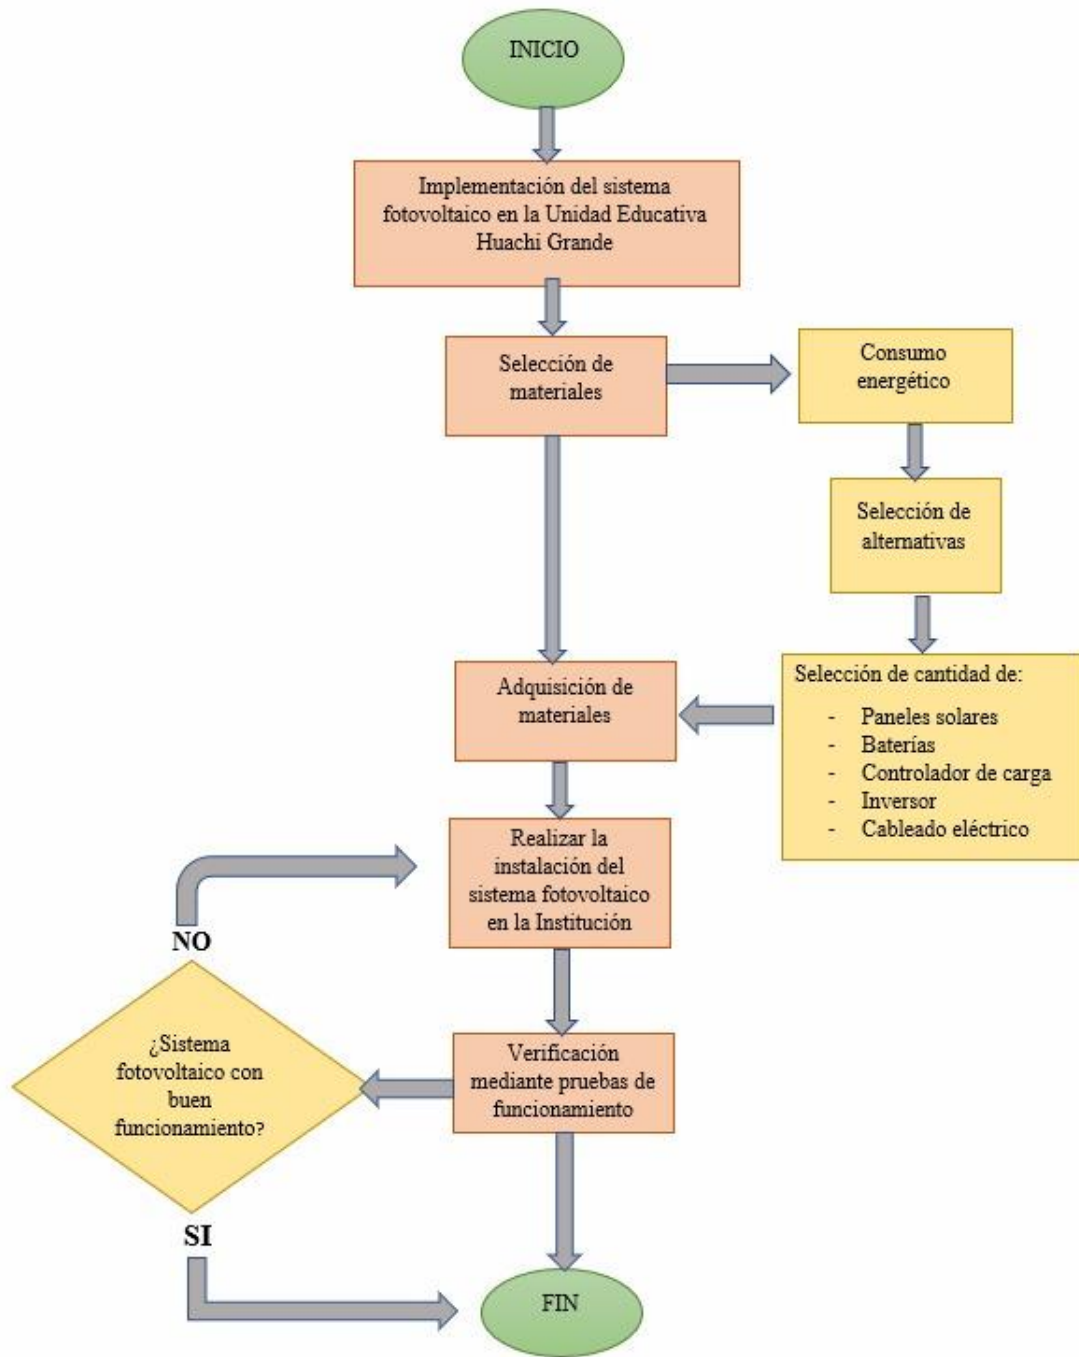 INICIO
Implementación del sistema
fotovoltaico en la Unidad Educativa
Huachi Grande
Selección de
materiales
Consumo
energético
Selección de
alternativas
Selección de cantidad de:
- Paneles solares
- Baterías
- Controlador de carga
- Inversor
- Cableado eléctrico
Adquisición de
materiales
Realizar la
instalación del
sistema fotovoltaico
en la Institución
NO
¿Sistema
fotovoltaico con
buen
funcionamiento?
Verificación
mediante pruebas de
funcionamiento
SI
FIN